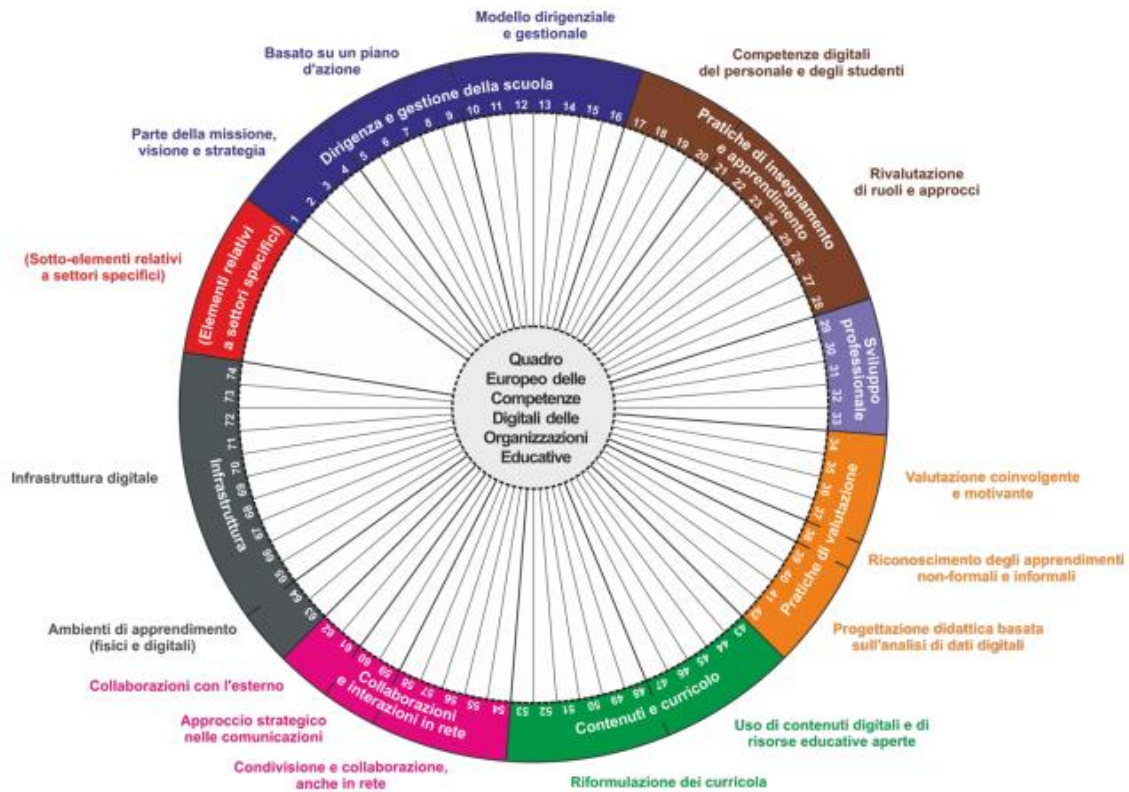 Modello dirigenziale
e gestionale
Basato su un piano
d'azione
Parte della missione,
visione e strategia
Competenze digitali
del personale e degli studenti
Rivalutazione
di ruoli e approcci
(Sotto-elementi relativi
a settori specifici)
Dirigenza e gestione della scuola
1 2 3 4 5 6 7 8 9 10 11 12 13 14 15 16
Pratiche di insegnamento
e apprendimento
17 18 19 20 21 22 23 24 25 26 27 28
Sviluppo
professionale
29 30 31 32 33
Pratiche di valutazione
34 35 36 37 38 39 40 41 42
Valutazione coinvolgente
e motivante
Riconoscimento degli apprendimenti
non-formali e informali
Progettazione didattica basata
sull'analisi di dati digitali
Contenuti e curricolo
43 44 45 46 47 48 49 50 51 52 53
Uso di contenuti digitali e di
risorse educative aperte
Riformulazione dei curricola
Collaborazioni
e interazioni in rete
54 55 56 57 58 59 60 61 62
Condivisione e collaborazione,
anche in rete
Approccio strategico
nelle comunicazioni
Collaborazioni con l'esterno
Infrastruttura
63 64 65 66 67 68 69 70 71 72 73 74
Ambienti di apprendimento
(fisici e digitali)
Infrastruttura digitale
(Elementi relativi
a settori specifici)
Quadro
Europeo delle
Competenze
Digitali delle
Organizzazioni
Educative